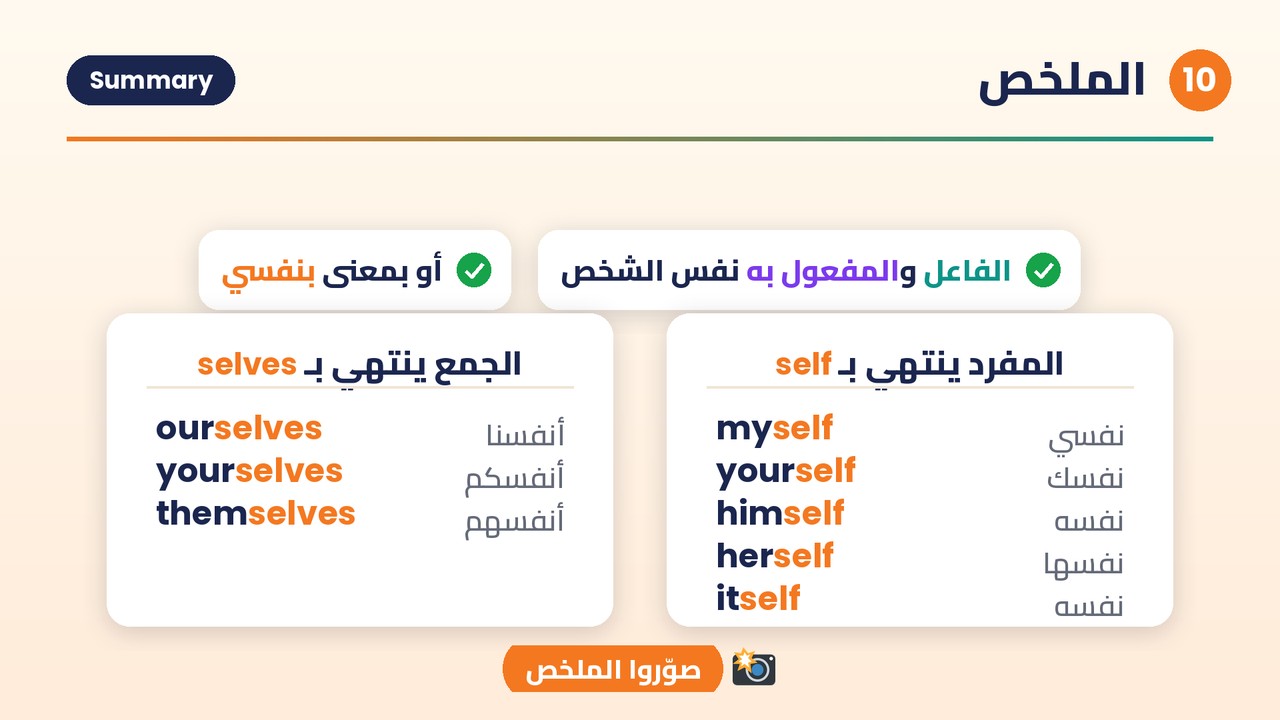 10 الملخص
Summary
الفاعل والمفعول به نفس الشخص
أو بمعنى بنفسي
المفرد ينتهي بـ self
myself نفسي
yourself نفسك
himself نفسه
herself نفسها
itself نفسه
الجمع ينتهي بـ selves
ourselves أنفسنا
yourselves أنفسكم
themselves أنفسهم
صوّروا الملخص